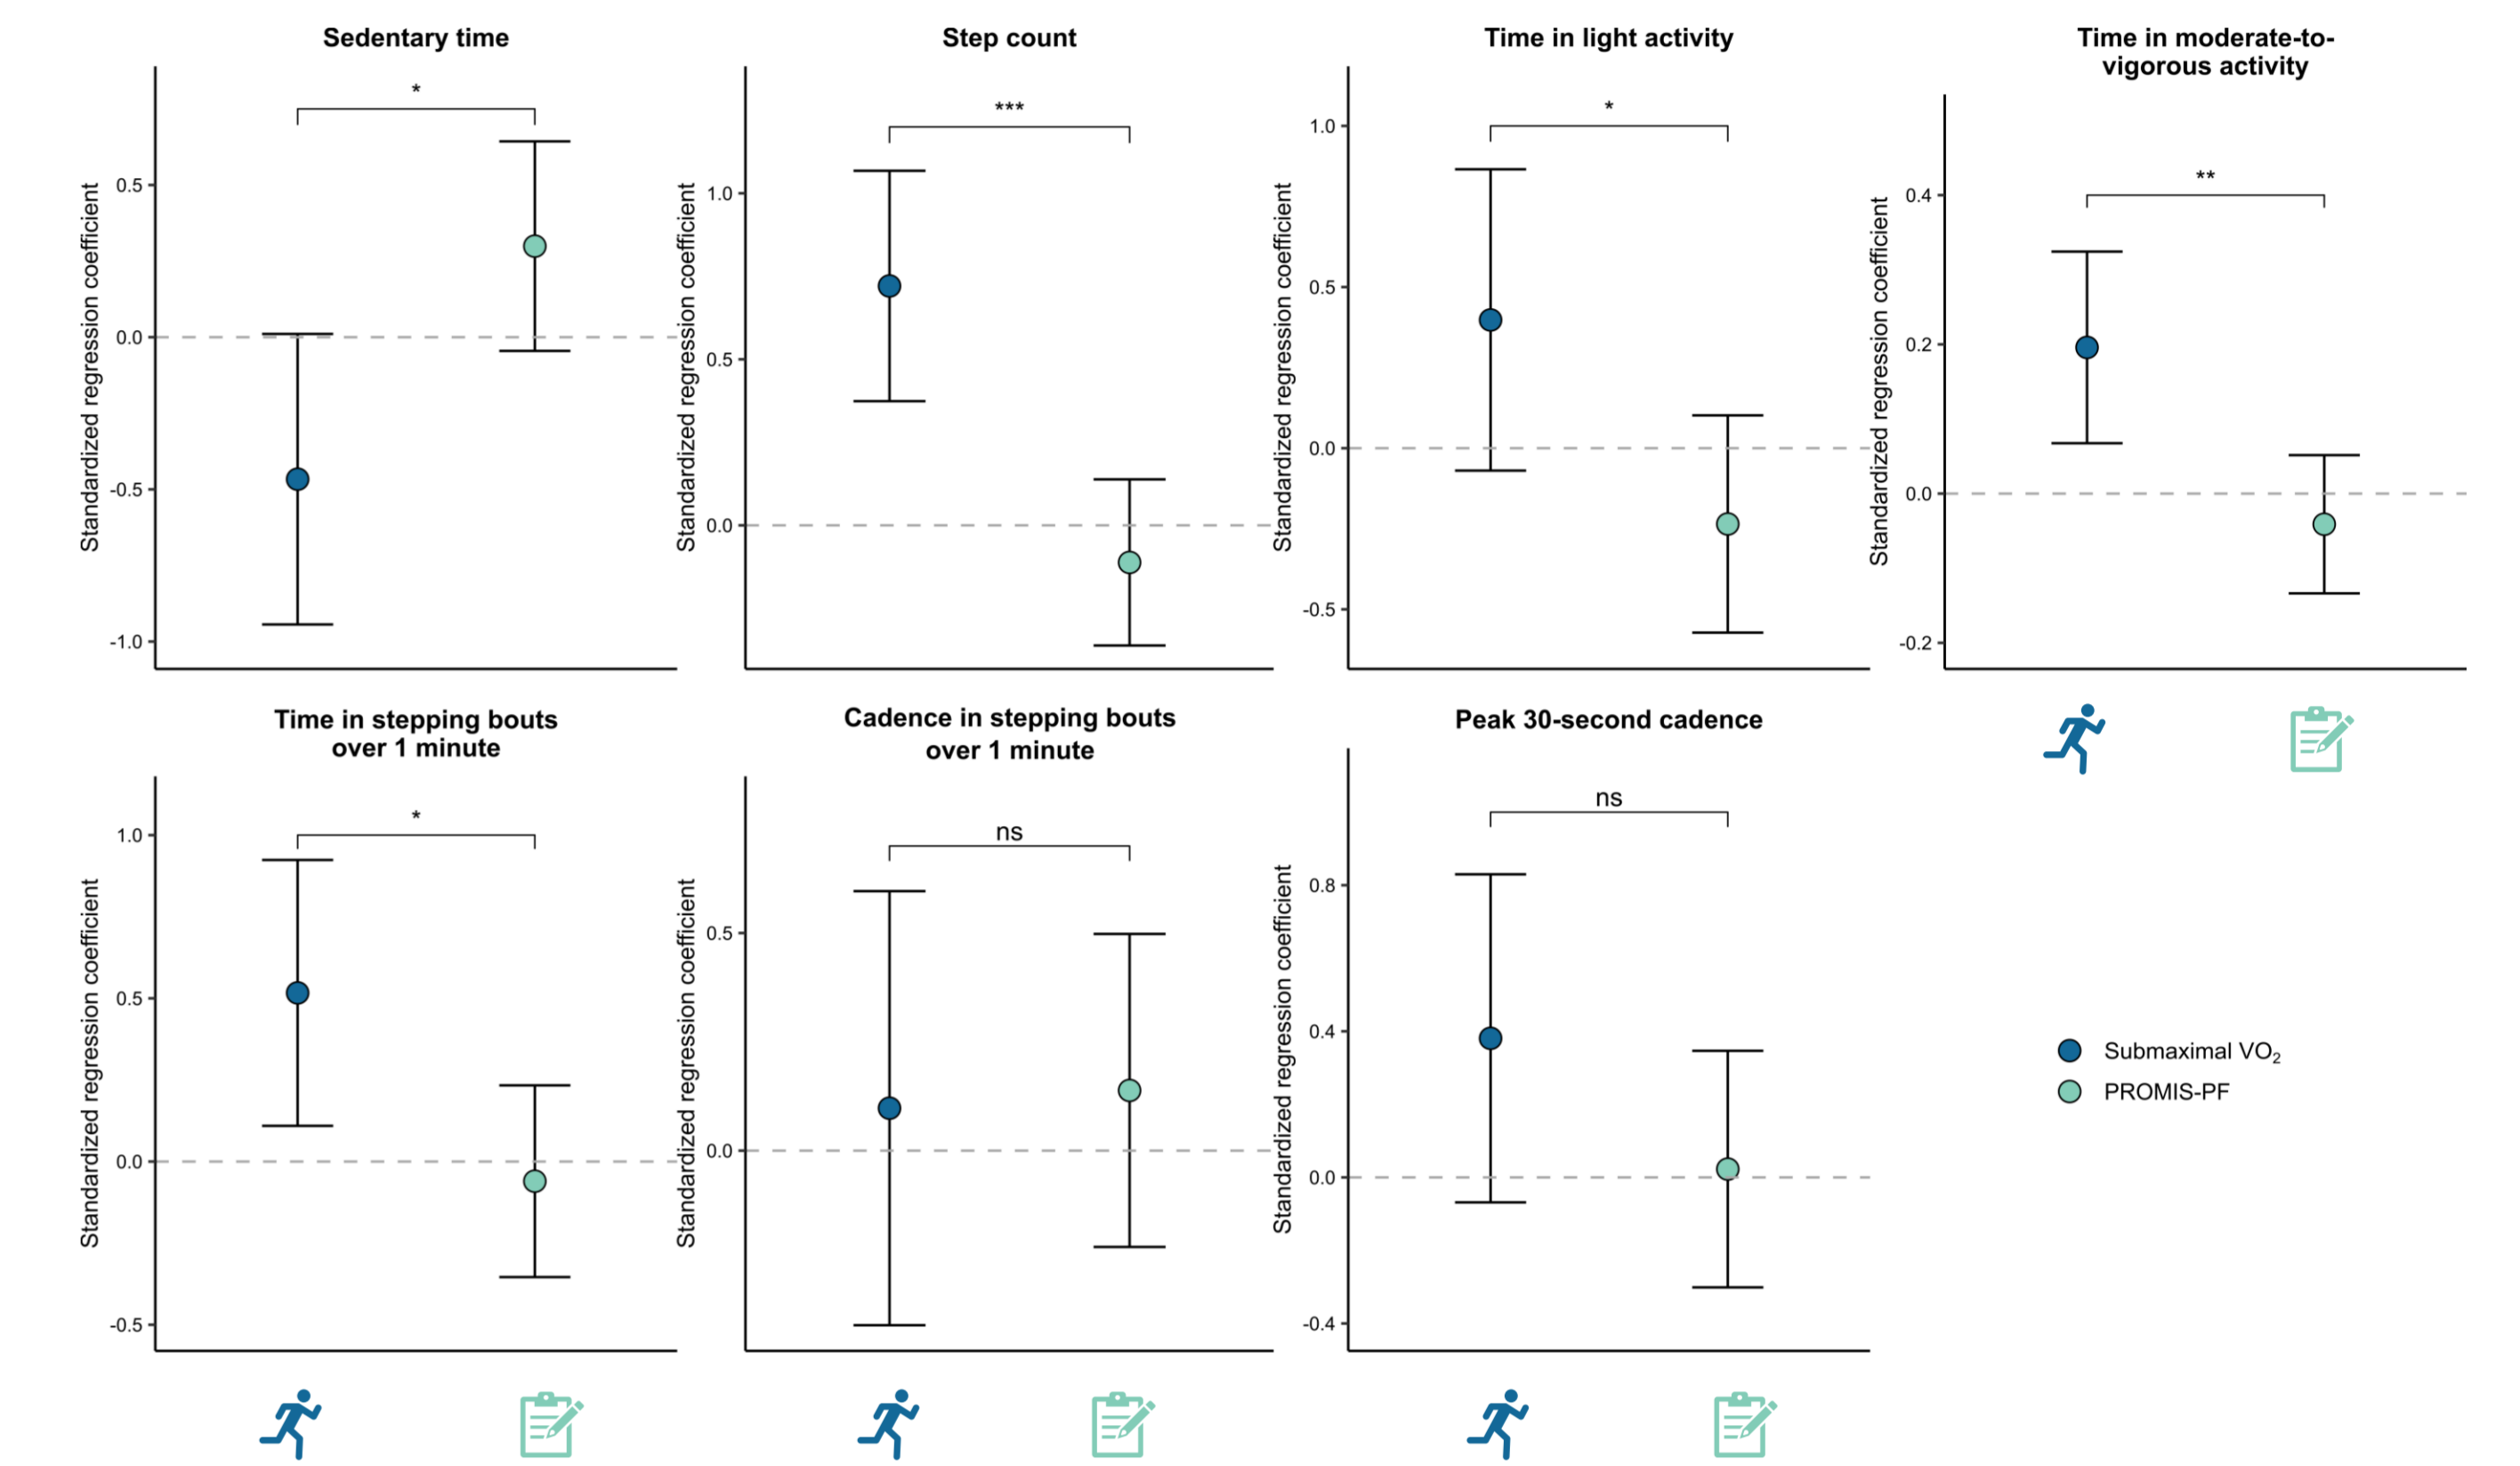 Sedentary time
*
Standardized regression coefficient
0.5
0.0
-0.5
-1.0
Step count
***
Standardized regression coefficient
1.0
0.5
0.0
Time in light activity
*
Standardized regression coefficient
1.0
0.5
0.0
-0.5
Time in moderate-to-
vigorous activity
**
Standardized regression coefficient
0.4
0.2
0.0
-0.2
Time in stepping bouts
over 1 minute
*
Standardized regression coefficient
1.0
0.5
0.0
-0.5
Cadence in stepping bouts
over 1 minute
ns
Standardized regression coefficient
0.5
0.0
Peak 30-second cadence
ns
Standardized regression coefficient
0.8
0.4
0.0
-0.4
Submaximal VO₂
PROMIS-PF